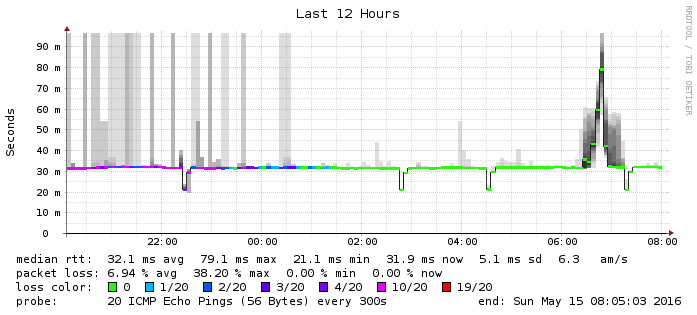 Last 12 Hours
RRDTOOL / TOBI OETIKER
Seconds
90 m
80 m
70 m
60 m
50 m
40 m
30 m
20 m
10 m
0
22:00 00:00 02:00 04:00 06:00 08:00
median rtt: 32.1 ms avg 79.1 ms max 21.1 ms min 31.9 ms now 5.1 ms sd 6.3 am/s
packet loss: 6.94 % avg 38.20 % max 0.00 % min 0.00 % now
loss color: 0 1/20 2/20 3/20 4/20 10/20 19/20
probe: 20 ICMP Echo Pings (56 Bytes) every 300s end: Sun May 15 08:05:03 2016